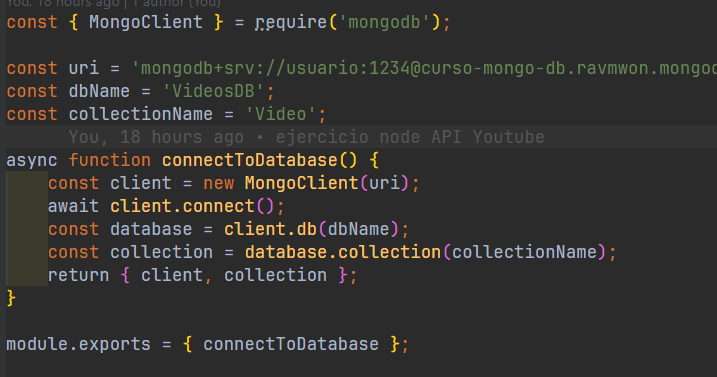 You, 18 hours ago | 1 author (You)
const { MongoClient } = require('mongodb');
const uri = 'mongodb+srv://usuario:1234@curso-mongo-db.ravmwon.mongod
const dbName = 'VideosDB';
const collectionName = 'Video';
You, 18 hours ago • ejercicio node API Youtube
async function connectToDatabase() {
const client = new MongoClient(uri);
await client.connect();
const database = client.db(dbName);
const collection = database.collection(collectionName);
return { client, collection };
}
module.exports = { connectToDatabase };